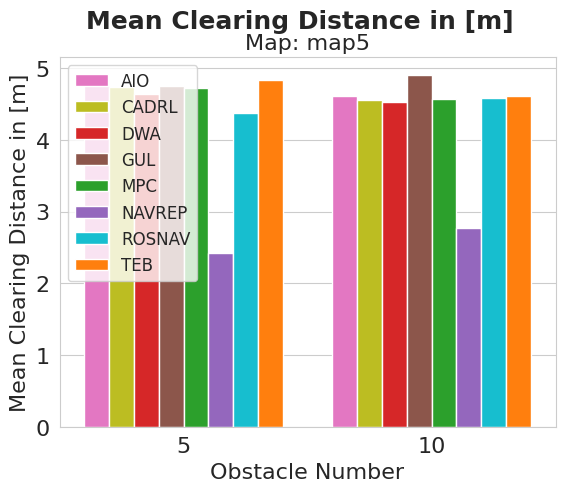 Mean Clearing Distance in [m]
Map: map5
Mean Clearing Distance in [m]
5
4
3
2
1
0
AIO
CADRL
DWA
GUL
MPC
NAVREP
ROSNAV
TEB
5
10
Obstacle Number